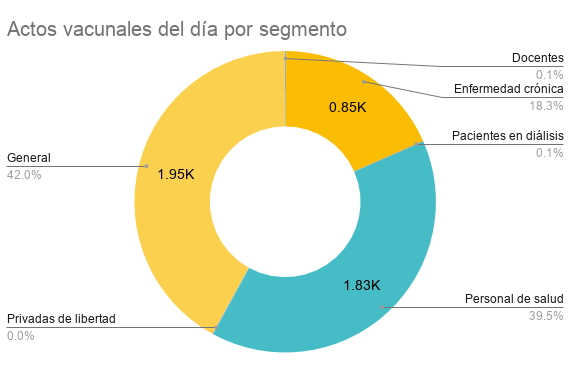 Actos vacunales del día por segmento
Docentes
0.1%
Enfermedad crónica
18.3%
0.85K
Pacientes en diálisis
0.1%
General
42.0%
1.95K
1.83K
Personal de salud
39.5%
Privadas de libertad
0.0%